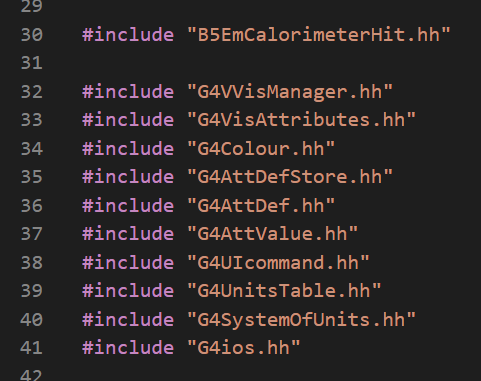 29
30 #include "B5EmCalorimeterHit.hh"
31
32 #include "G4VVisManager.hh"
33 #include "G4VisAttributes.hh"
34 #include "G4Colour.hh"
35 #include "G4AttDefStore.hh"
36 #include "G4AttDef.hh"
37 #include "G4AttValue.hh"
38 #include "G4UIcommand.hh"
39 #include "G4UnitsTable.hh"
40 #include "G4SystemOfUnits.hh"
41 #include "G4ios.hh"
42